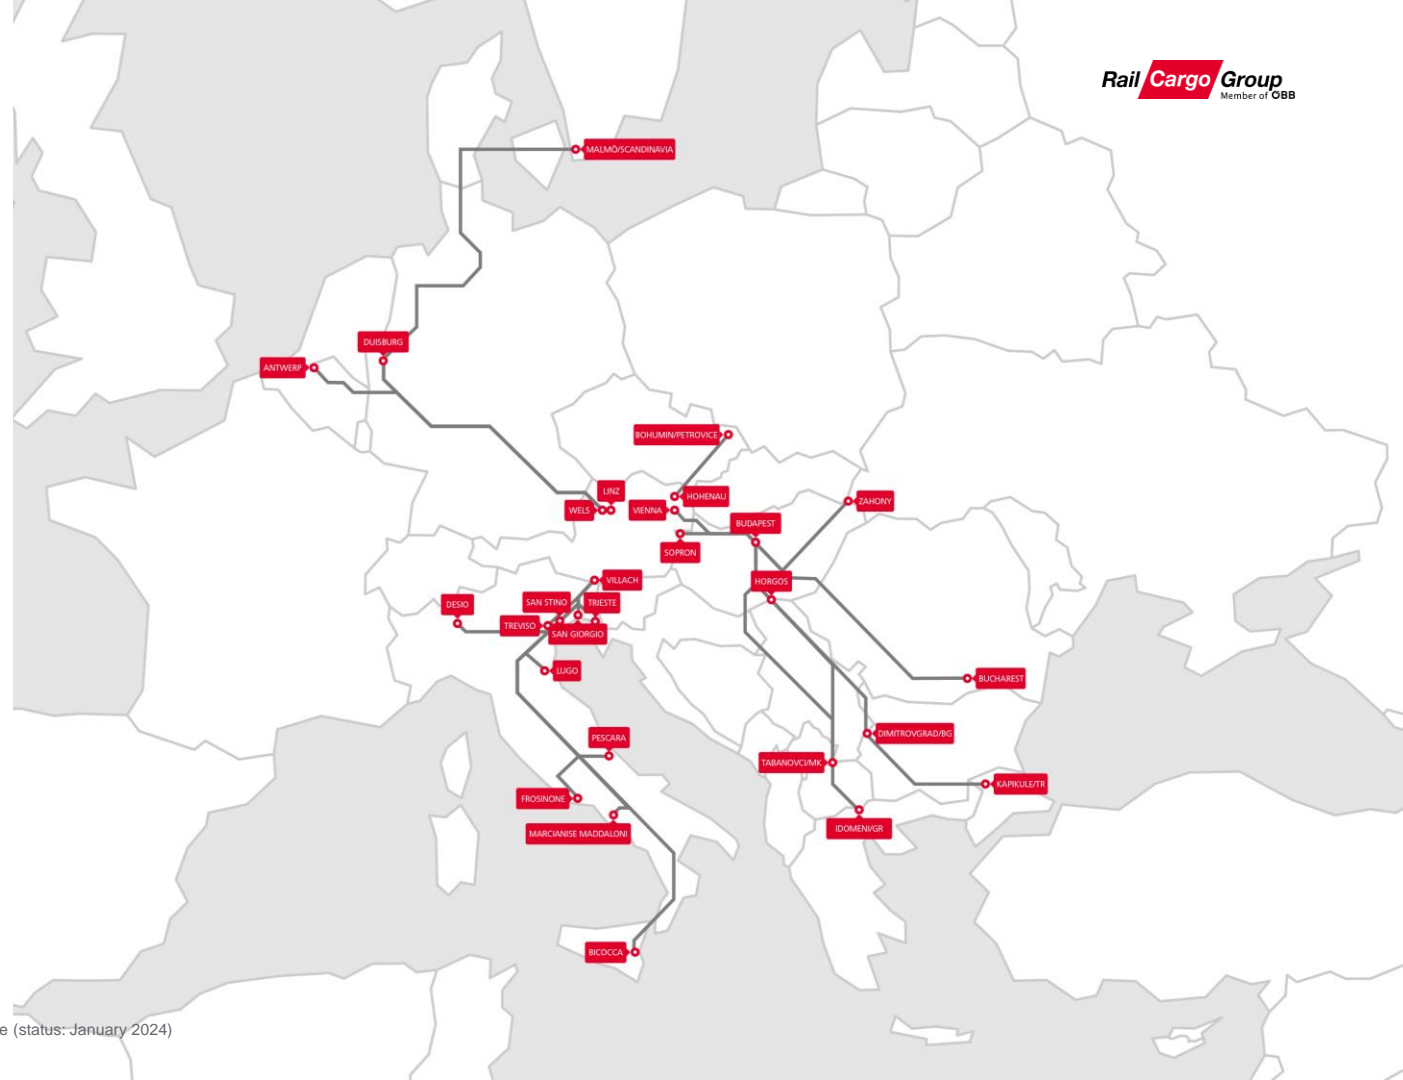 Rail Cargo Group
Member of ÖBB
MALMÖ/SCANDINAVIA
DUISBURG
ANTWERP
BOHUMIN/PETROVICE
LINZ
HOHENAU
ZAHONY
WELS
VIENNA
BUDAPEST
SOPRON
VILLACH
HORGOS
DESIO
SAN STINO
TRIESTE
TREVISO
SAN GIORGIO
LUGO
BUCHAREST
PESCARA
DIMITROVGRAD/BG
TABANOVCI/MK
KAPIKULE/TR
FROSINONE
MARCIANISE MADDALONI
IDOMENI/GR
BICOCCA
e (status: January 2024)